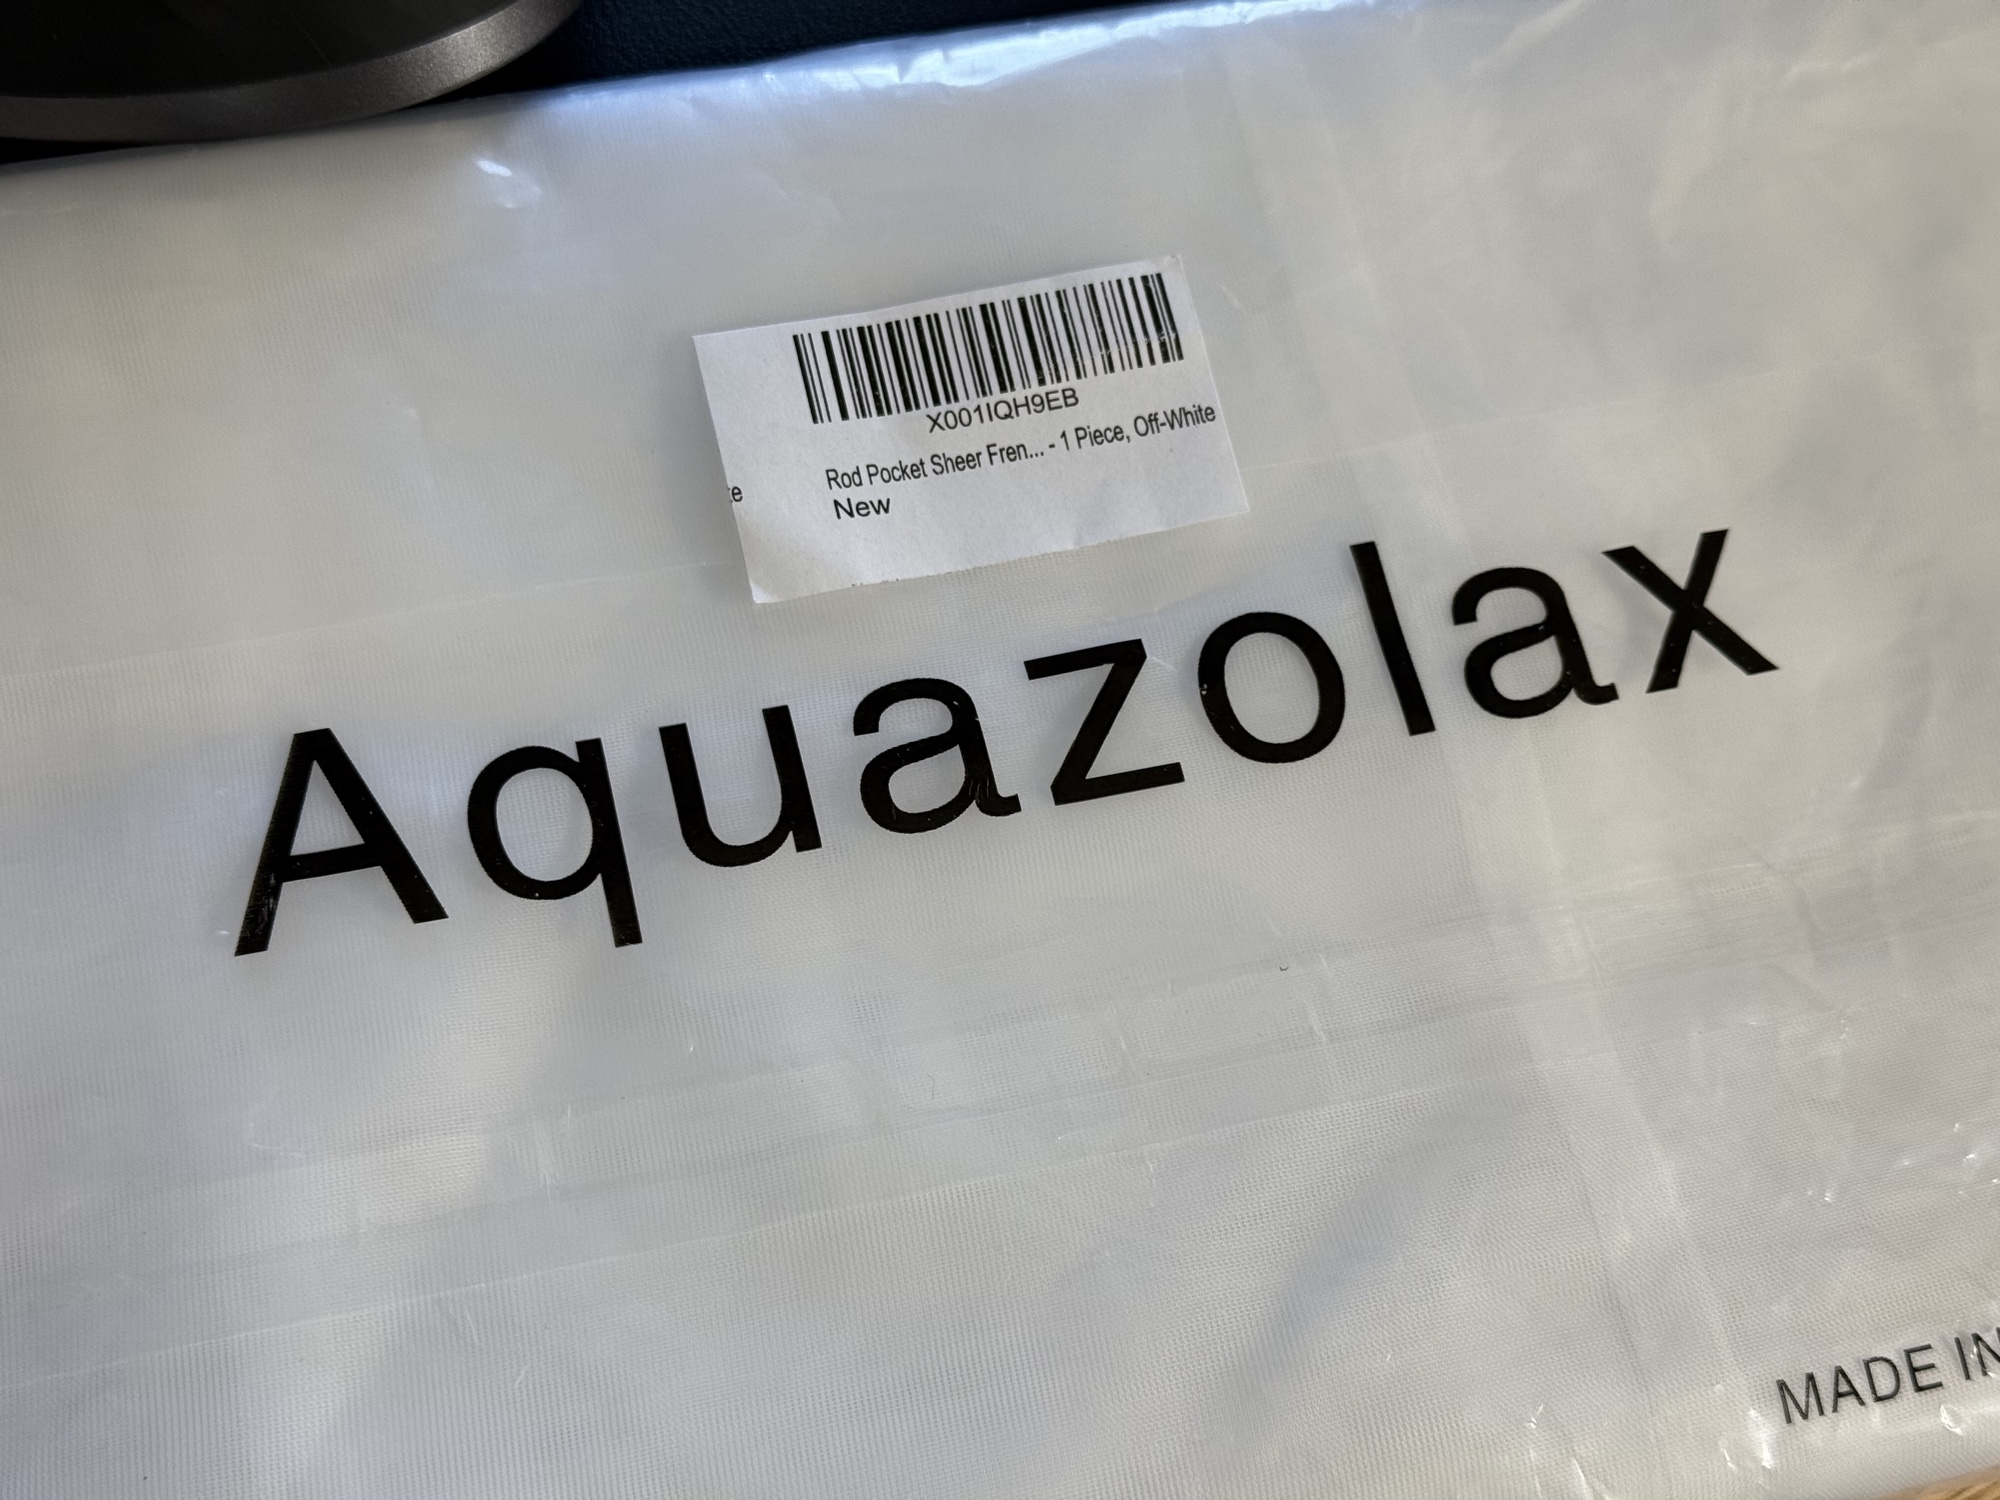 X001IQH9EB
Rod Pocket Sheer Fren... - 1 Piece, Off-White
New
Aquazolax
MADE IN